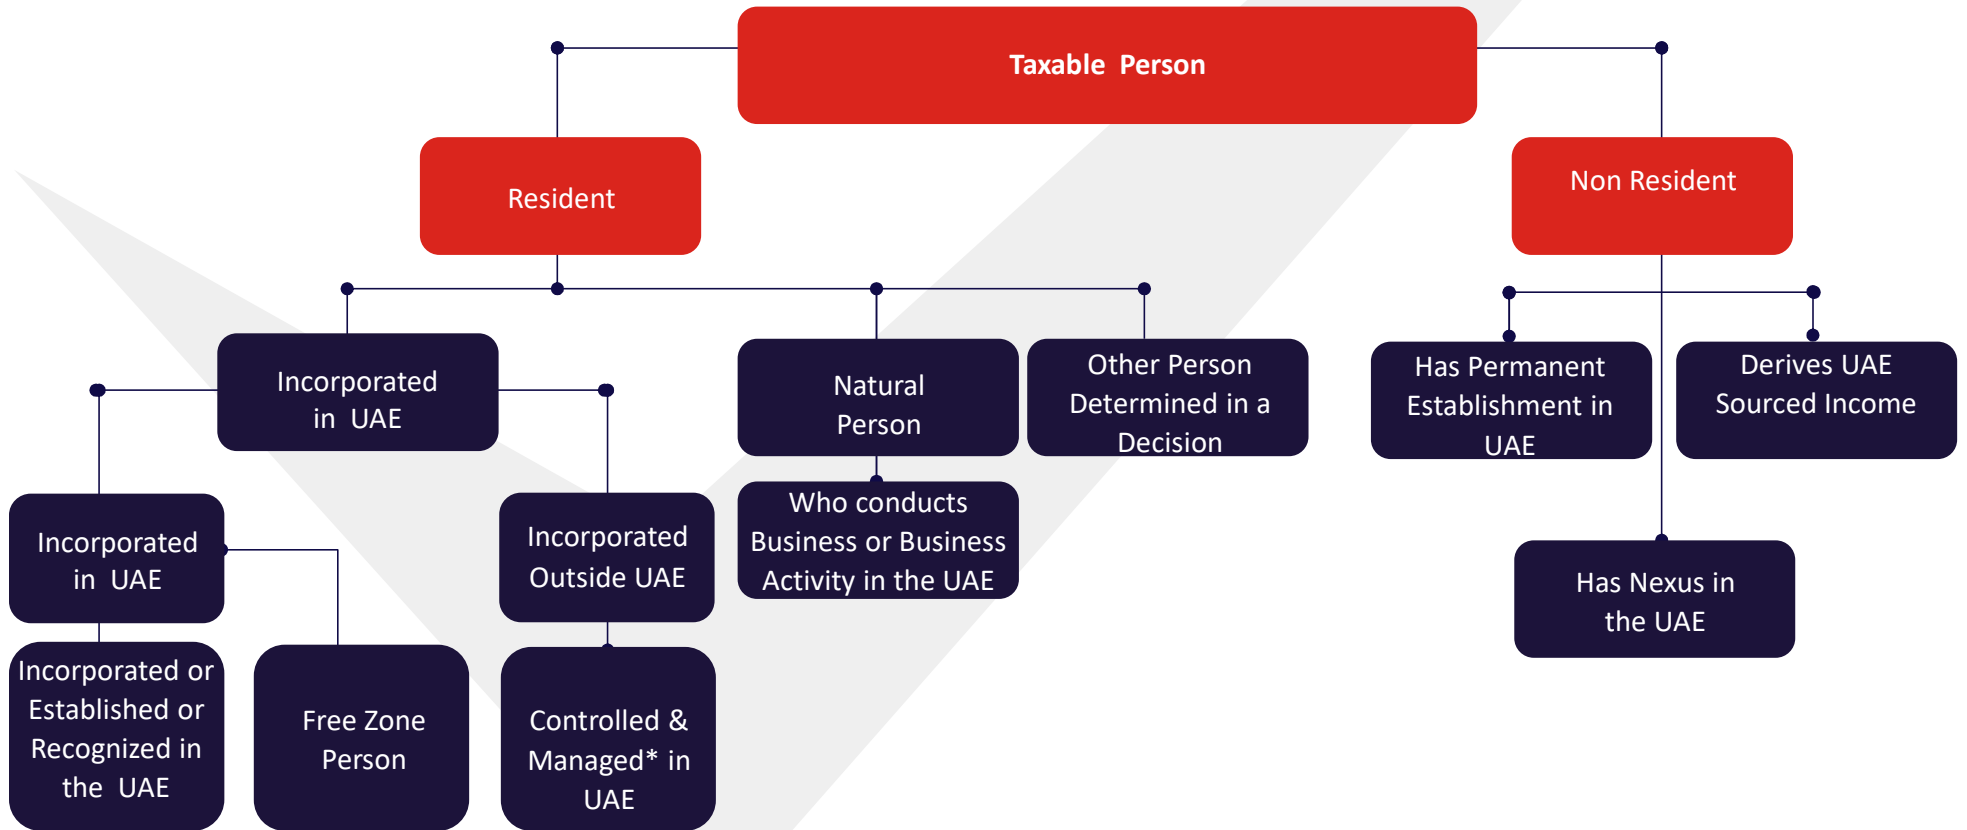 Taxable Person
Resident
Non Resident
Incorporated
in UAE
Natural
Person
Other Person
Determined in a
Decision
Has Permanent
Establishment in
UAE
Derives UAE
Sourced Income
Incorporated
in UAE
Incorporated
Outside UAE
Who conducts
Business or Business
Activity in the UAE
Has Nexus in
the UAE
Incorporated or
Established or
Recognized in
the UAE
Free Zone
Person
Controlled &
Managed* in
UAE